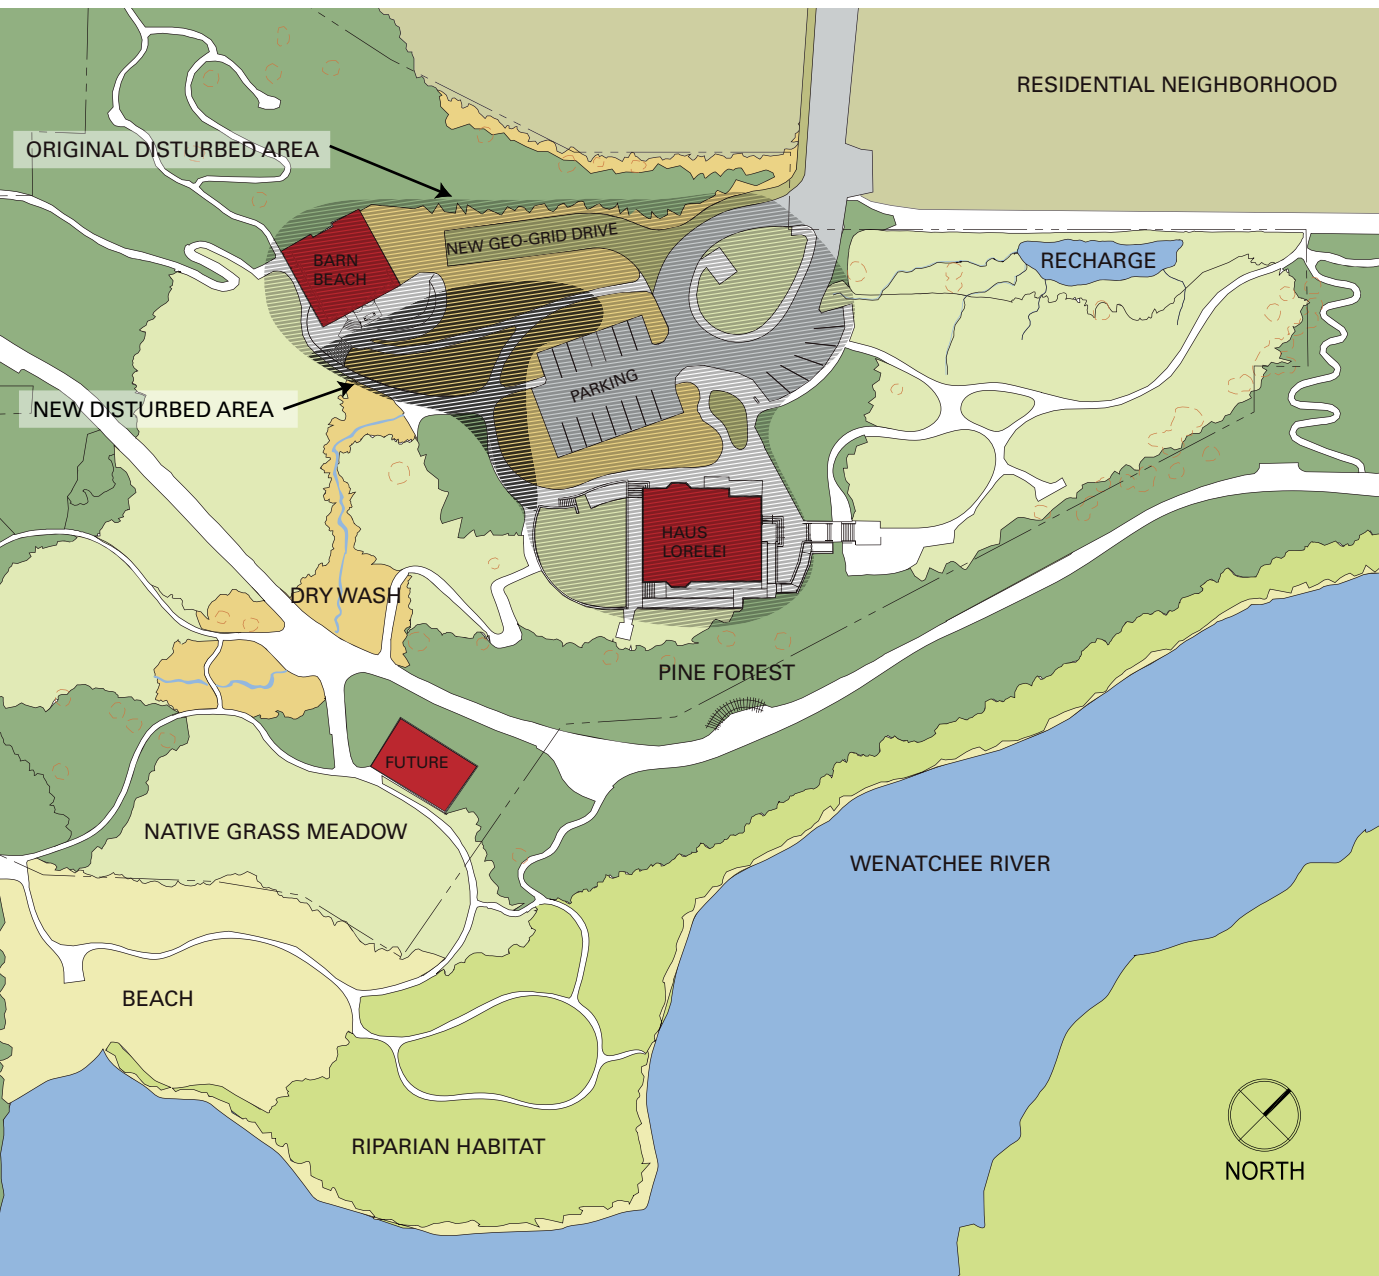 RESIDENTIAL NEIGHBORHOOD
ORIGINAL DISTURBED AREA
NEW GEO-GRID DRIVE
BARN
BEACH
RECHARGE
PARKING
NEW DISTURBED AREA
HAUS
LORELEI
DRY WASH
PINE FOREST
FUTURE
NATIVE GRASS MEADOW
WENATCHEE RIVER
BEACH
RIPARIAN HABITAT
NORTH